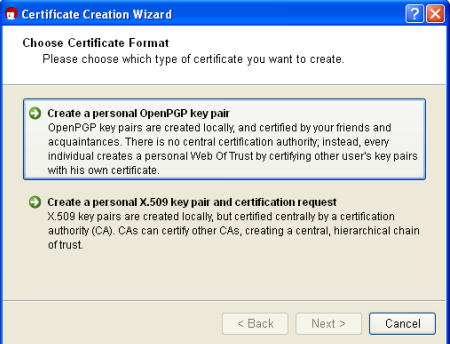 Certificate Creation Wizard
Choose Certificate Format
Please choose which type of certificate you want to create.
Create a personal OpenPGP key pair
OpenPGP key pairs are created locally, and certified by your friends and
acquaintances. There is no central certification authority; instead, every
individual creates a personal Web Of Trust by certifying other user's key pairs
with his own certificate.
Create a personal X.509 key pair and certification request
X.509 key pairs are created locally, but certified centrally by a certification
authority (CA). CAs can certify other CAs, creating a central, hierarchical chain
of trust.
< Back Next > Cancel